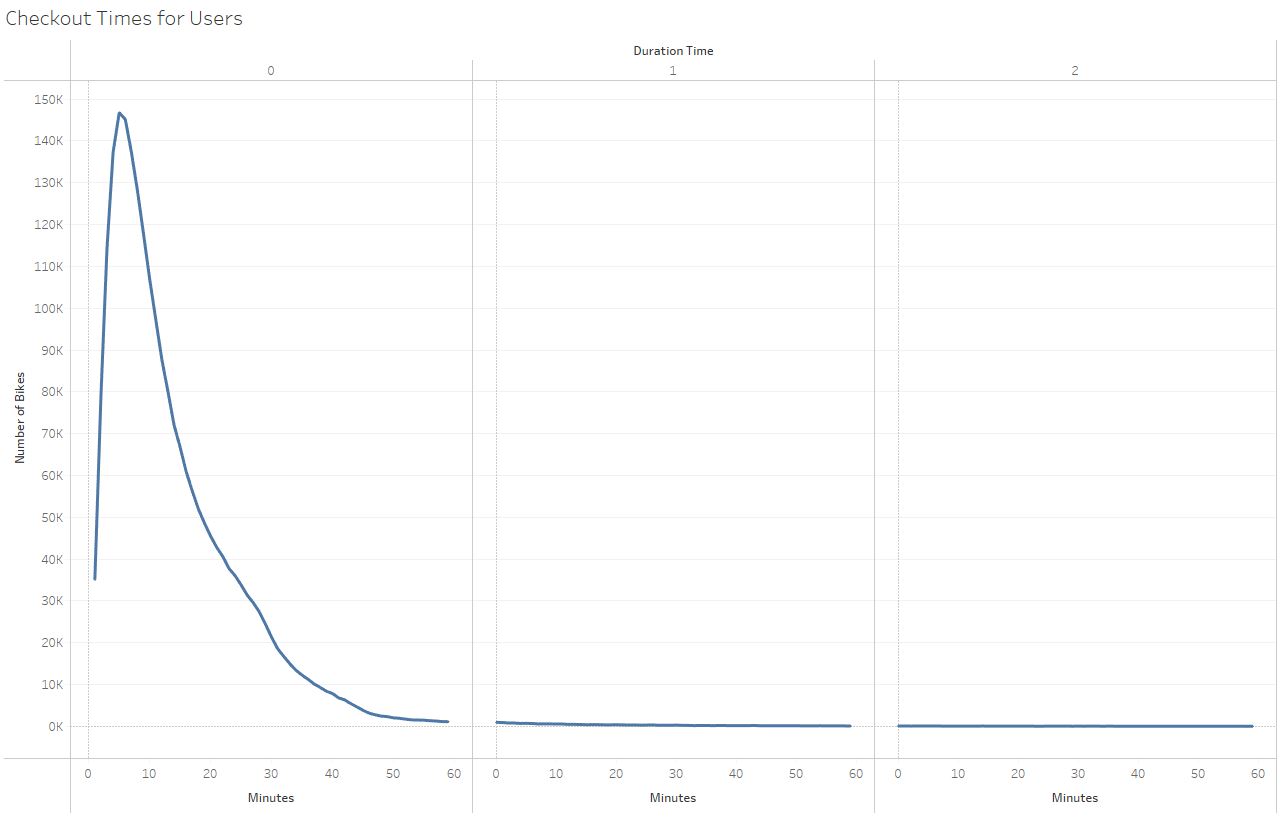 Checkout Times for Users
Duration Time
0 1 2
150K
140K
130K
120K
110K
100K
90K
80K
70K
60K
50K
40K
30K
20K
10K
0K
Number of Bikes
0 10 20 30 40 50 60 0 10 20 30 40 50 60 0 10 20 30 40 50 60
Minutes Minutes Minutes